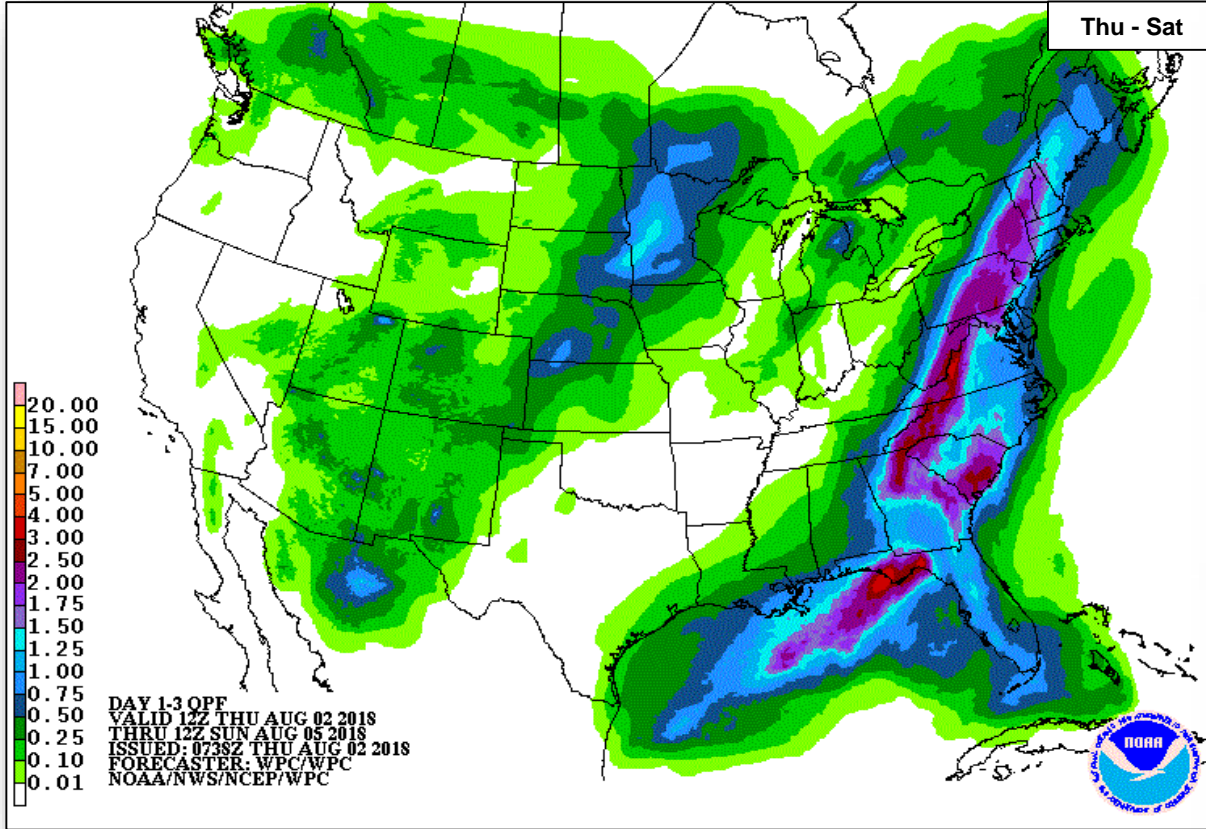 Thu - Sat
20.00
15.00
10.00
7.00
5.00
4.00
3.00
2.50
2.00
1.75
1.50
1.25
1.00
0.75
0.50
0.25
0.10
0.01
DAY 1-3 QPF
VALID 12Z THU AUG 02 2018
THRU 12Z SUN AUG 05 2018
ISSUED: 0738Z THU AUG 02 2018
FORECASTER: WPC/WPC
NOAA/NWS/NCEP/WPC
NOAA